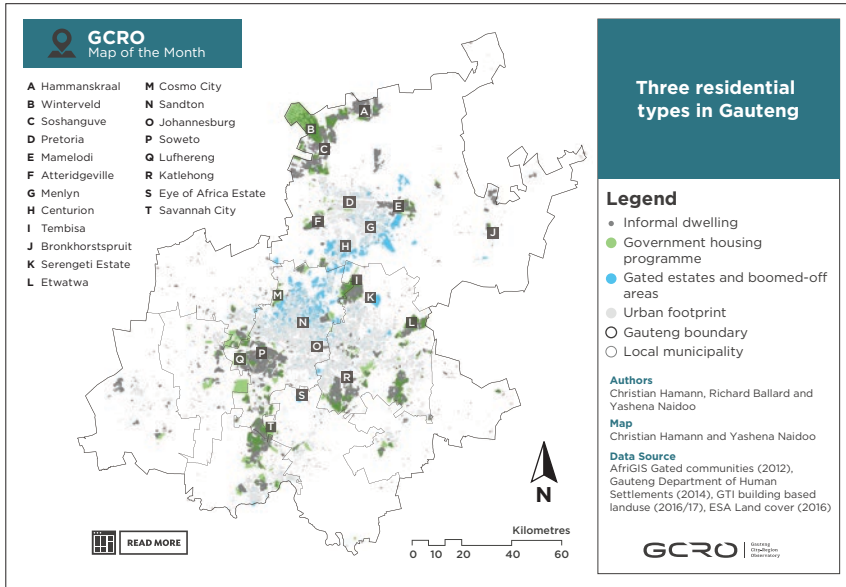 GCRO
Map of the Month
A Hammanskraal
B Winterveld
C Soshanguve
D Pretoria
E Mamelodi
F Atteridgeville
G Menlyn
H Centurion
I Tembisa
J Bronkhorstspruit
K Serengeti Estate
L Etwatwa
M Cosmo City
N Sandton
O Johannesburg
P Soweto
Q Lufhereng
R Katlehong
S Eye of Africa Estate
T Savannah City
A
B
C
D
E
F
G
H
J
I
M
K
N
L
O
P
Q
R
S
T
N
Kilometres
0 10 20 40 60
READ MORE
Three residential
types in Gauteng
Legend
Informal dwelling
Government housing
programme
Gated estates and boomed-off
areas
Urban footprint
Gauteng boundary
Local municipality
Authors
Christian Hamann, Richard Ballard and
Yashena Naidoo
Map
Christian Hamann and Yashena Naidoo
Data Source
AfriGIS Gated communities (2012),
Gauteng Department of Human
Settlements (2014), GTI building based
landuse (2016/17), ESA Land cover (2016)
GCRO
Gauteng
City-Region
Observatory